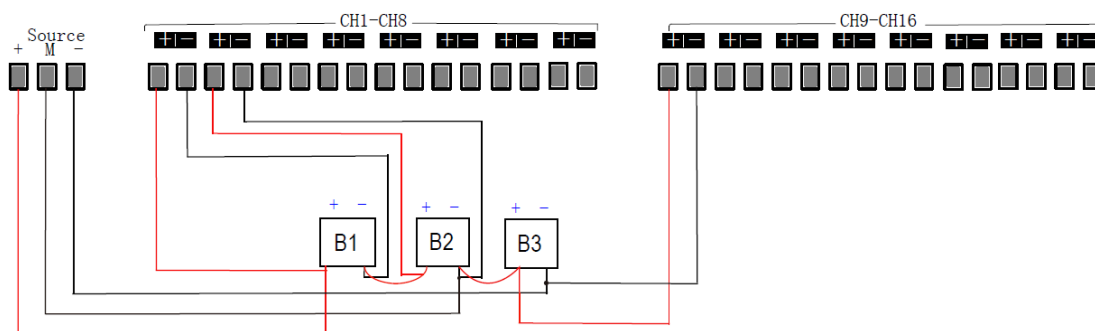 CH1-CH8
CH9-CH16
Source
+ M -
+|- +|- +|- +|- +|- +|- +|- +|-
+|- +|- +|- +|- +|- +|- +|- +|-
+ -
+ -
+ -
B1
B2
B3